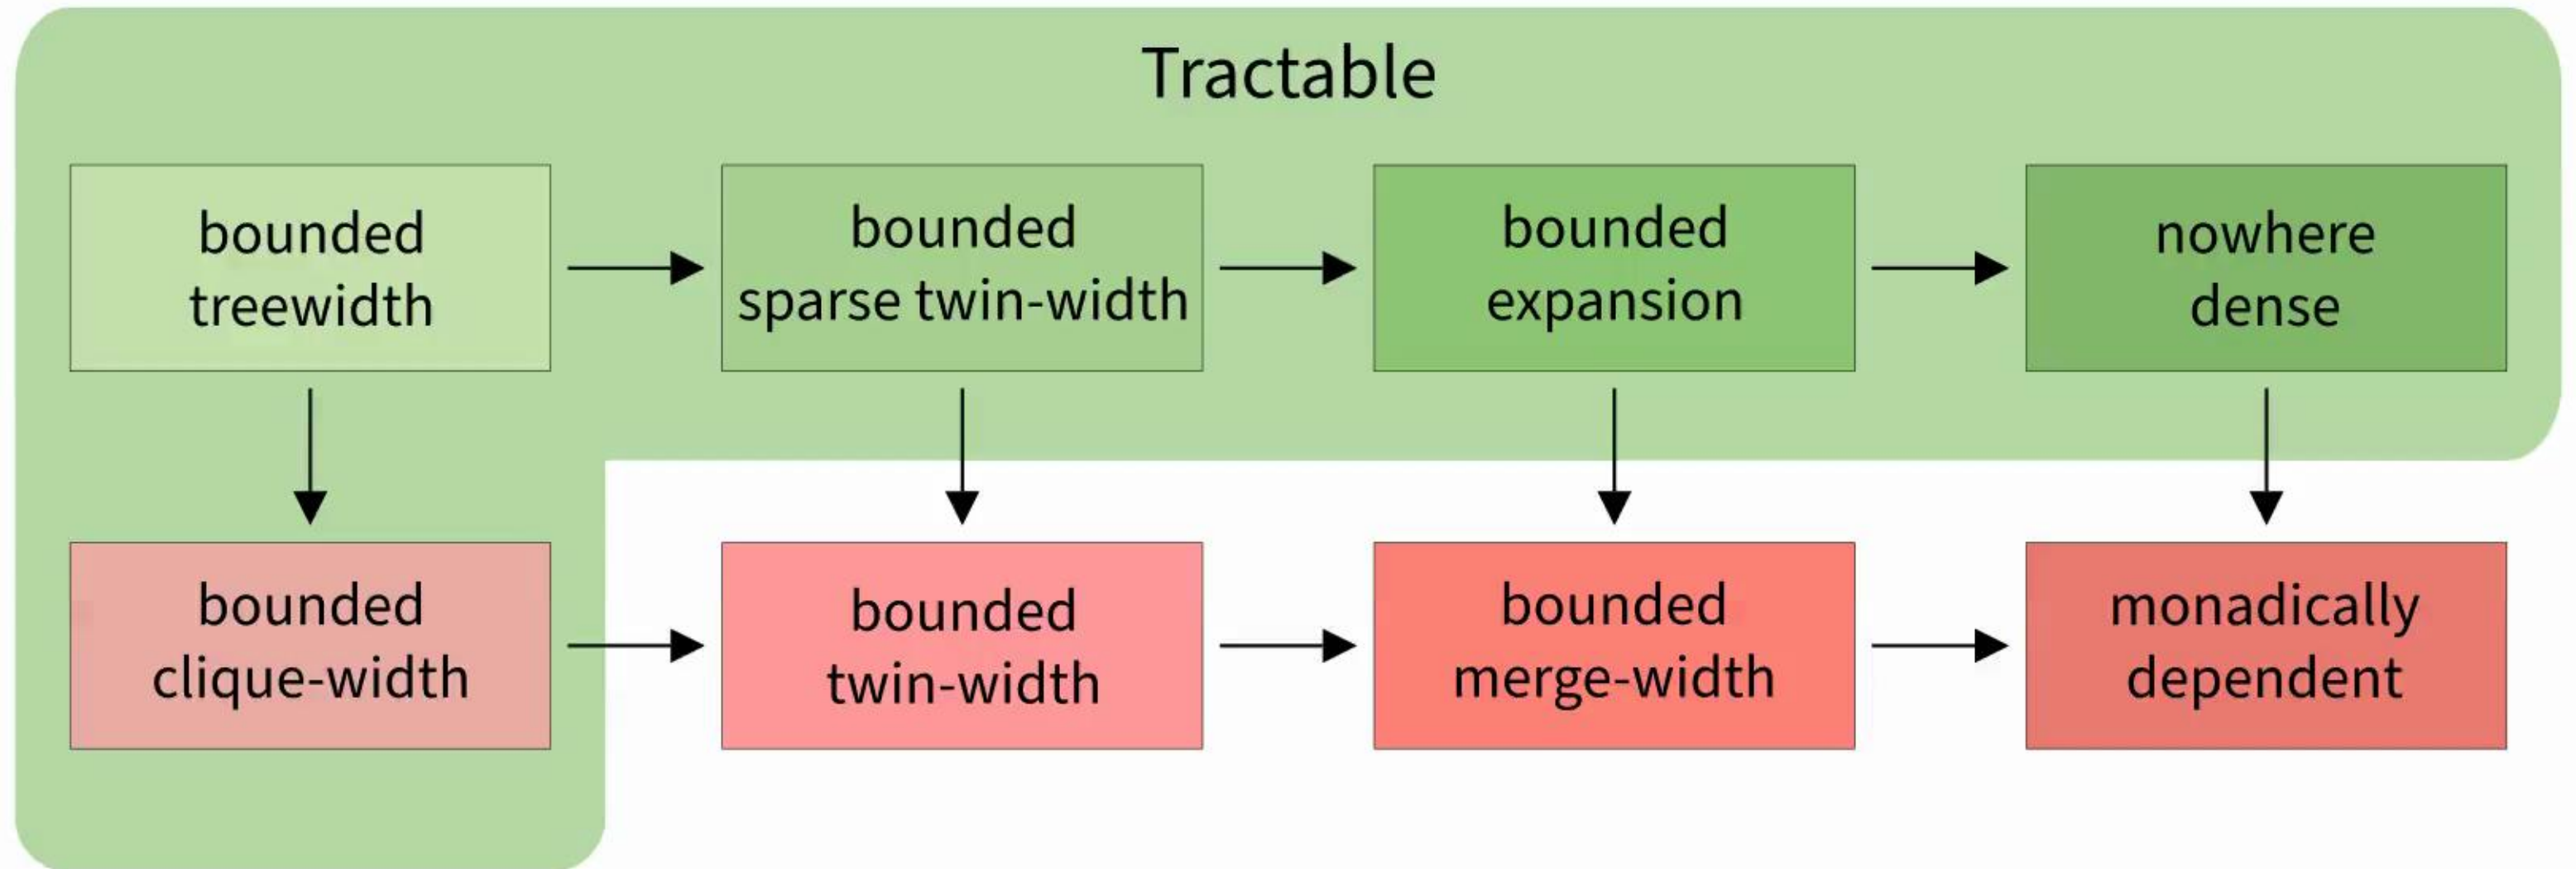 Tractable
bounded
treewidth
bounded
sparse twin-width
bounded
expansion
nowhere
dense
bounded
clique-width
bounded
twin-width
bounded
merge-width
monadically
dependent